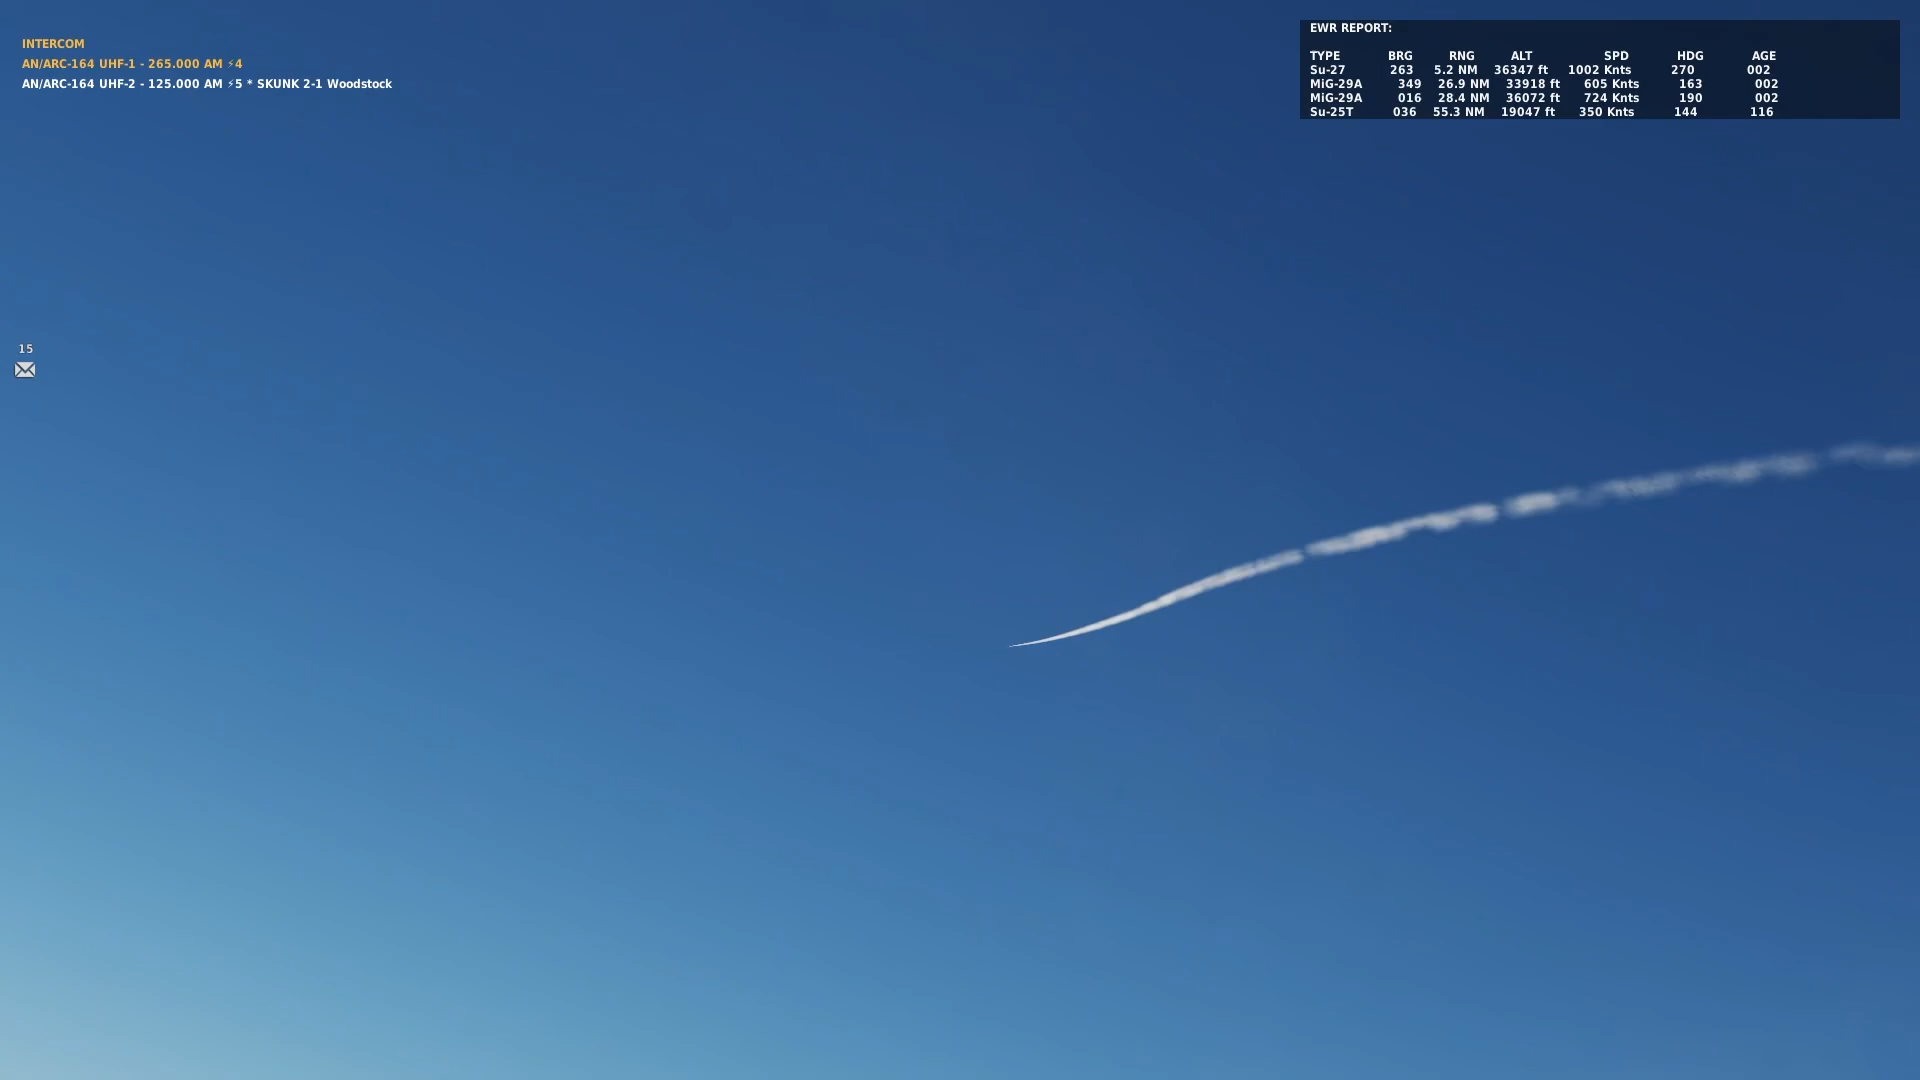 INTERCOM
AN/ARC-164 UHF-1 - 265.000 AM ⚡4
AN/ARC-164 UHF-2 - 125.000 AM ⚡5 * SKUNK 2-1 Woodstock
EWR REPORT:
TYPE BRG RNG ALT SPD HDG AGE
Su-27 263 5.2 NM 36347 ft 1002 Knts 270 002
MiG-29A 349 26.9 NM 33918 ft 605 Knts 163 002
MiG-29A 016 28.4 NM 36072 ft 724 Knts 190 002
Su-25T 036 55.3 NM 19047 ft 350 Knts 144 116
15